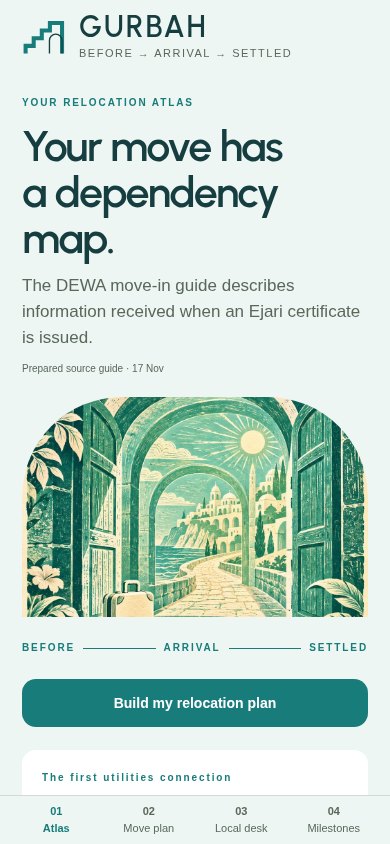 GURBAH
BEFORE → ARRIVAL → SETTLED
YOUR RELOCATION ATLAS
Your move has
a dependency
map.
The DEWA move-in guide describes
information received when an Ejari certificate
is issued.
Prepared source guide · 17 Nov
BEFORE ARRIVAL SETTLED
Build my relocation plan
The first utilities connection
01 02 03 04
Atlas Move plan Local desk Milestones